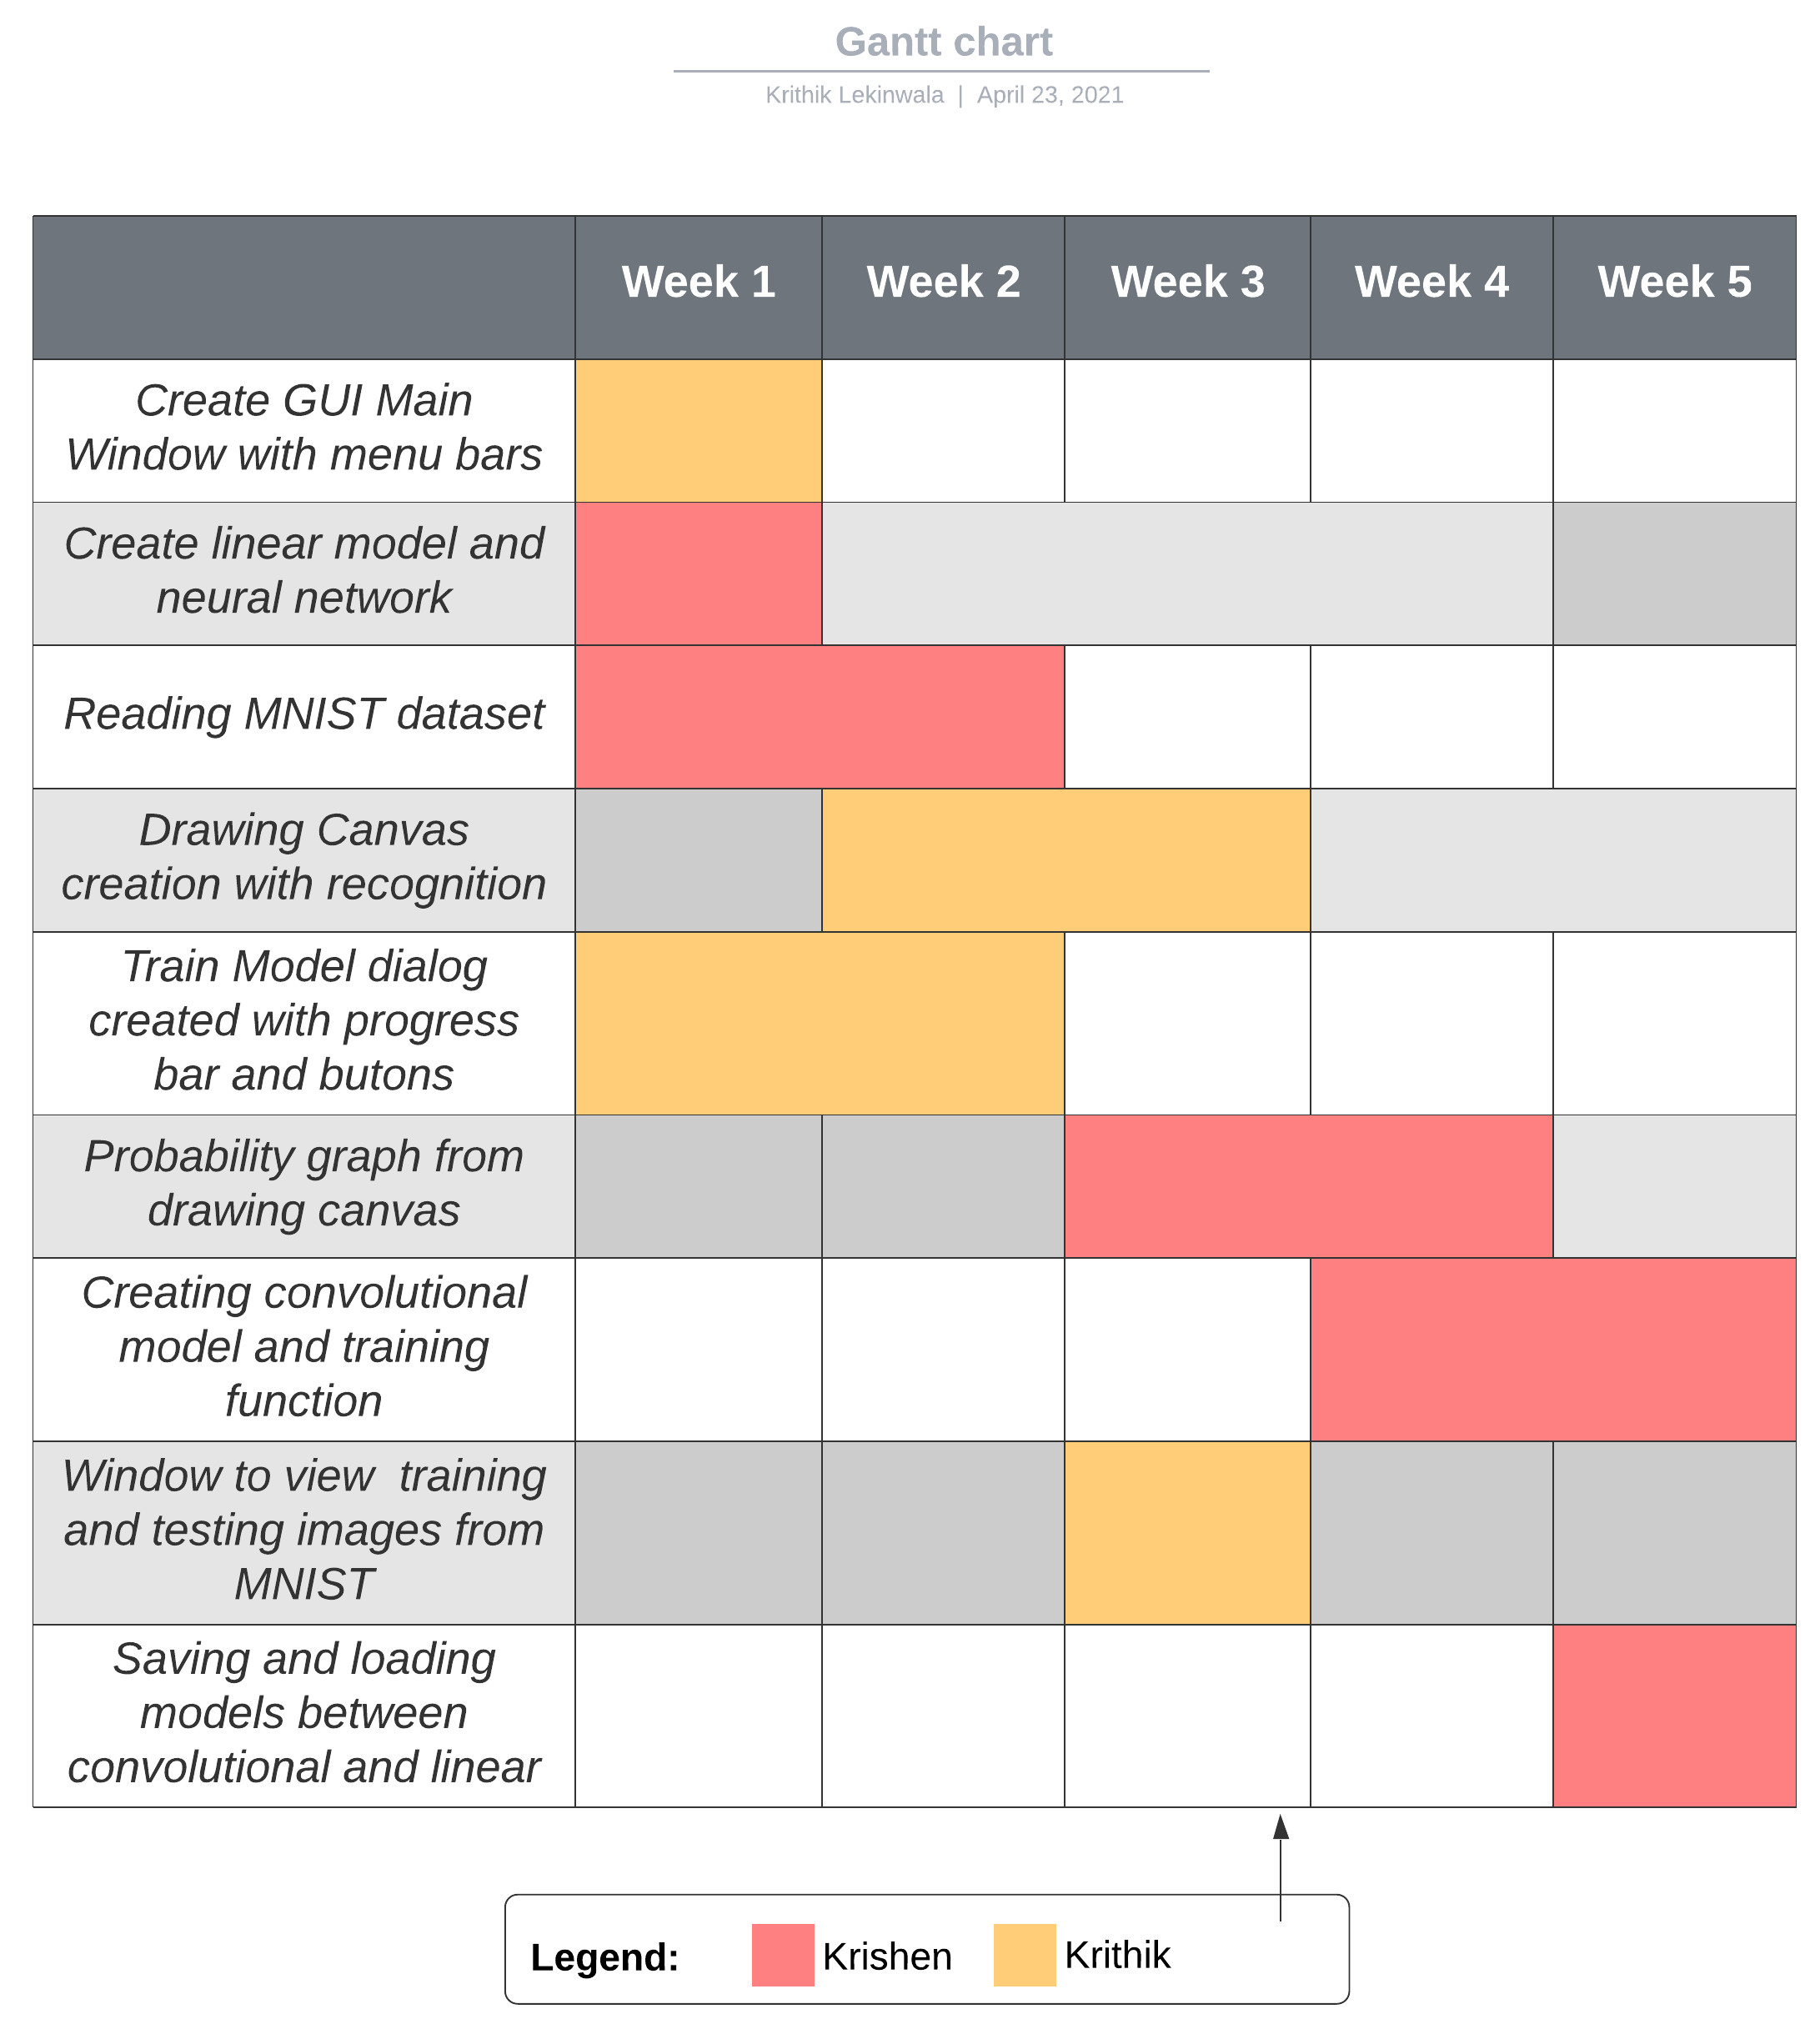 Gantt chart
Krithik Lekinwala | April 23, 2021
Week 1 Week 2 Week 3 Week 4 Week 5
Create GUI Main
Window with menu bars
Create linear model and
neural network
Reading MNIST dataset
Drawing Canvas
creation with recognition
Train Model dialog
created with progress
bar and butons
Probability graph from
drawing canvas
Creating convolutional
model and training
function
Window to view  training
and testing images from
MNIST
Saving and loading
models between
convolutional and linear
Legend: Krishen Krithik